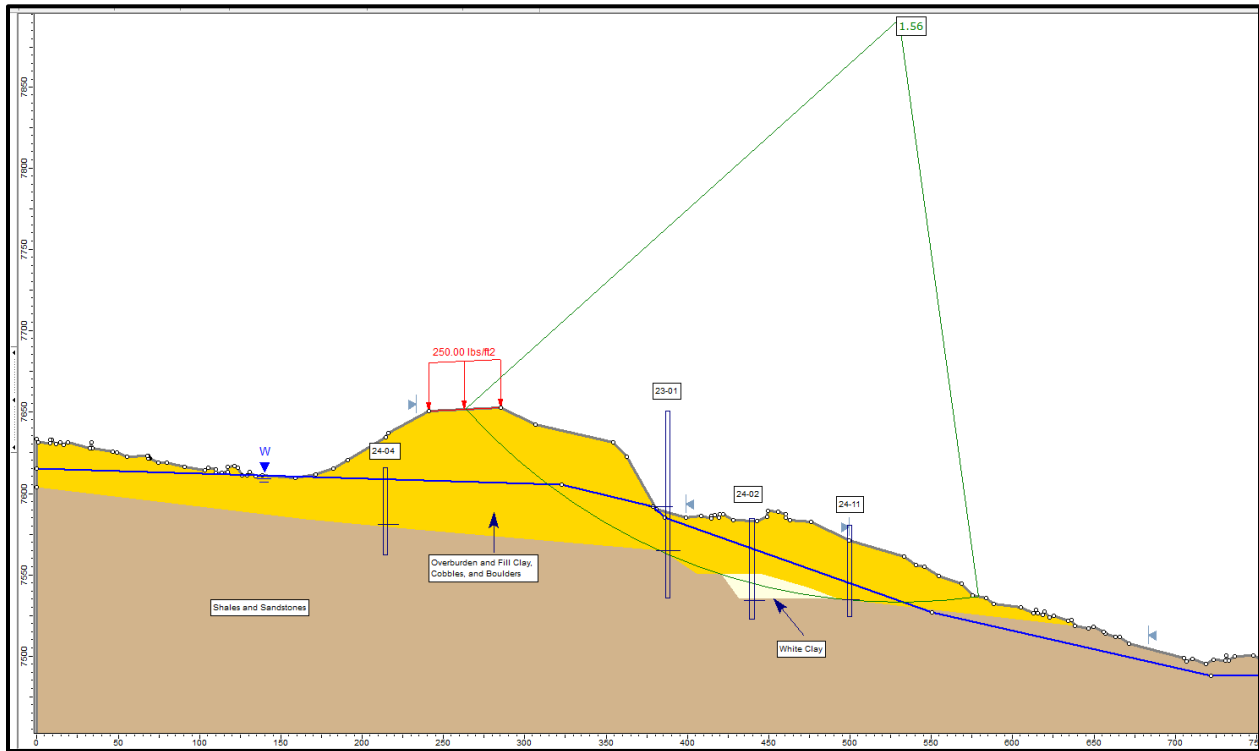 1.56
7850
7800
7750
7700
7650
7600
7550
7500
250.00 lbs/ft2
23-01
24-04
W
24-02
24-11
Overburden and Fill Clay,
Cobbles, and Boulders
Shales and Sandstones
White Clay
0 50 100 150 200 250 300 350 400 450 500 550 600 650 700